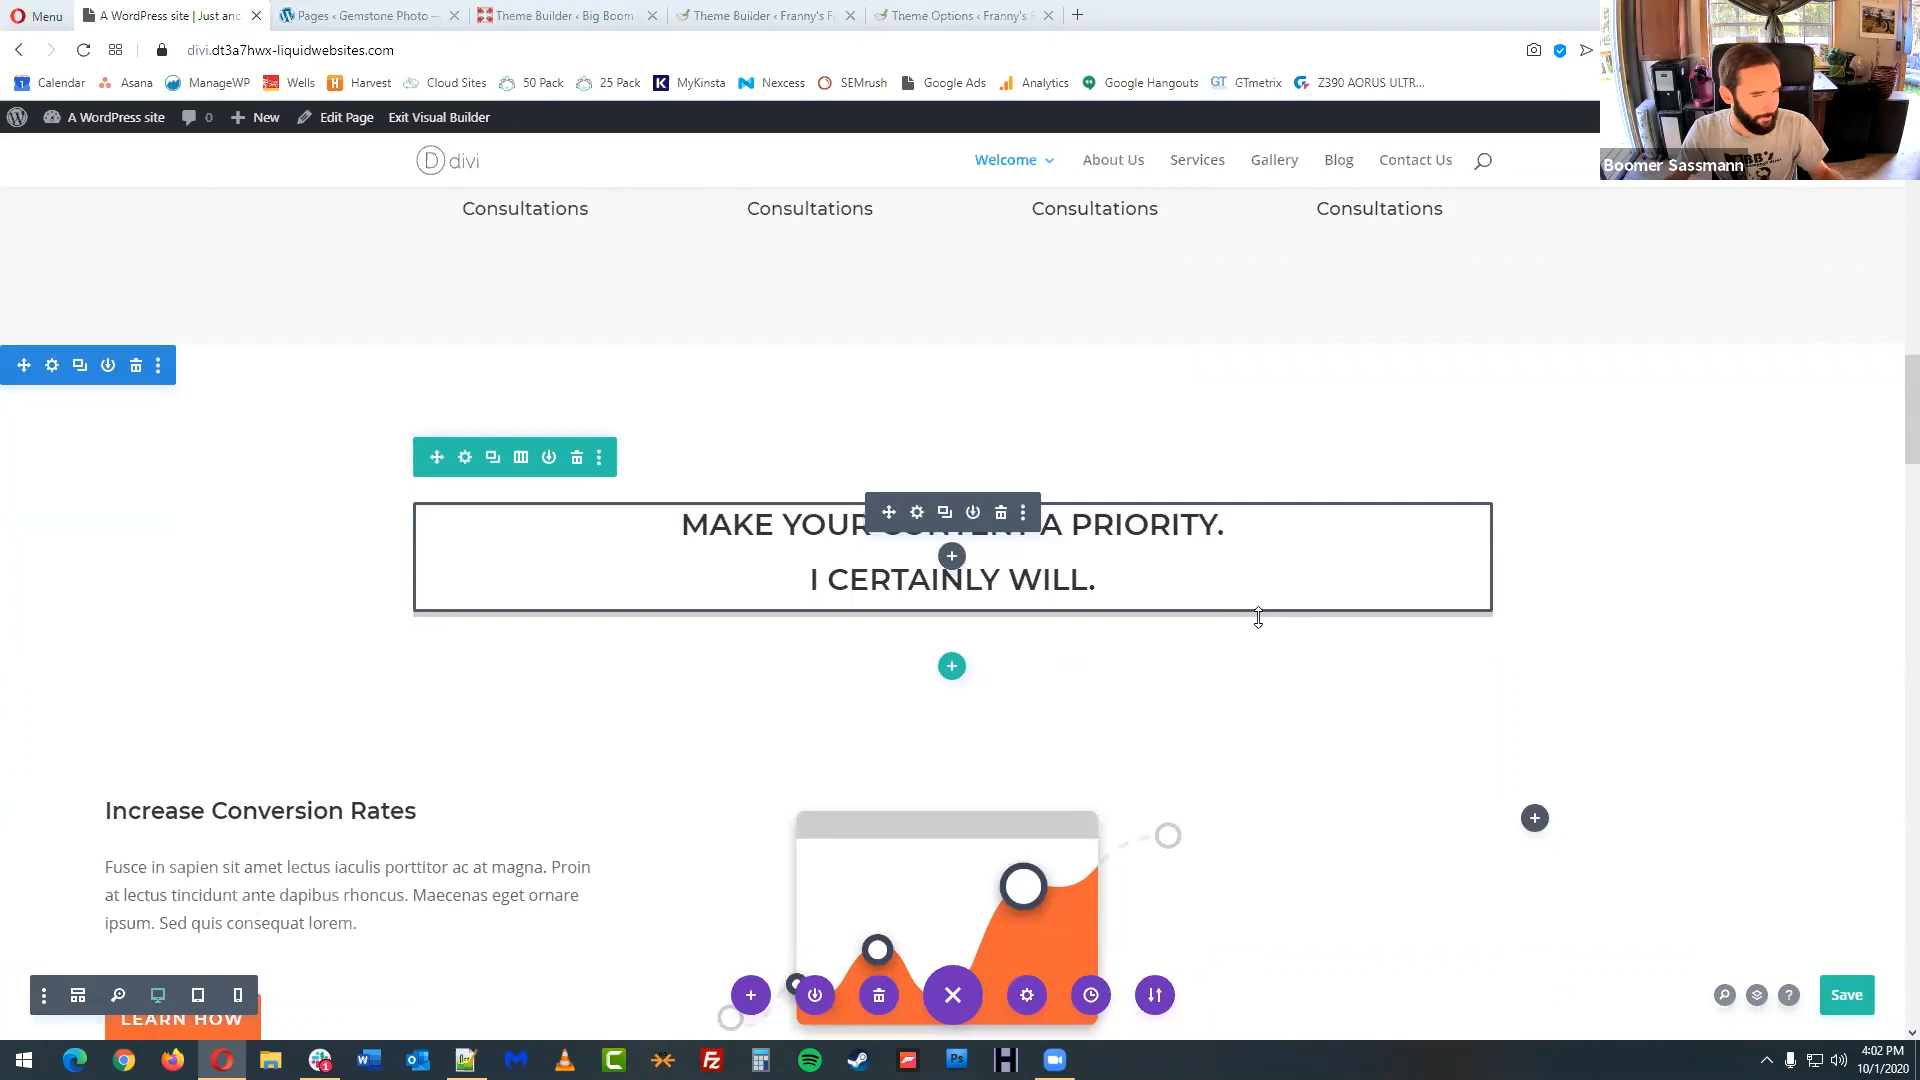 Menu
A WordPress site | Just and
Pages ‹ Gemstone Photo —
Theme Builder ‹ Big Boom
Theme Builder ‹ Franny's F
Theme Options ‹ Franny's
divi.dt3a7hwx-liquidwebsites.com
Calendar
Asana
ManageWP
Wells
Harvest
Cloud Sites
50 Pack
25 Pack
MyKinsta
Nexcess
SEMrush
Google Ads
Analytics
Google Hangouts
GTmetrix
Z390 AORUS ULTR...
A WordPress site
0
New
Edit Page
Exit Visual Builder
Boomer Sassmann
divi
Welcome
About Us
Services
Gallery
Blog
Contact Us
Consultations
Consultations
Consultations
Consultations
MAKE YOUR CONTENT A PRIORITY.
I CERTAINLY WILL.
Increase Conversion Rates
Fusce in sapien sit amet lectus iaculis porttitor ac at magna. Proin
at lectus tincidunt ante dapibus rhoncus. Maecenas eget ornare
ipsum. Sed quis consequat lorem.
LEARN HOW
Save
4:02 PM
10/1/2020